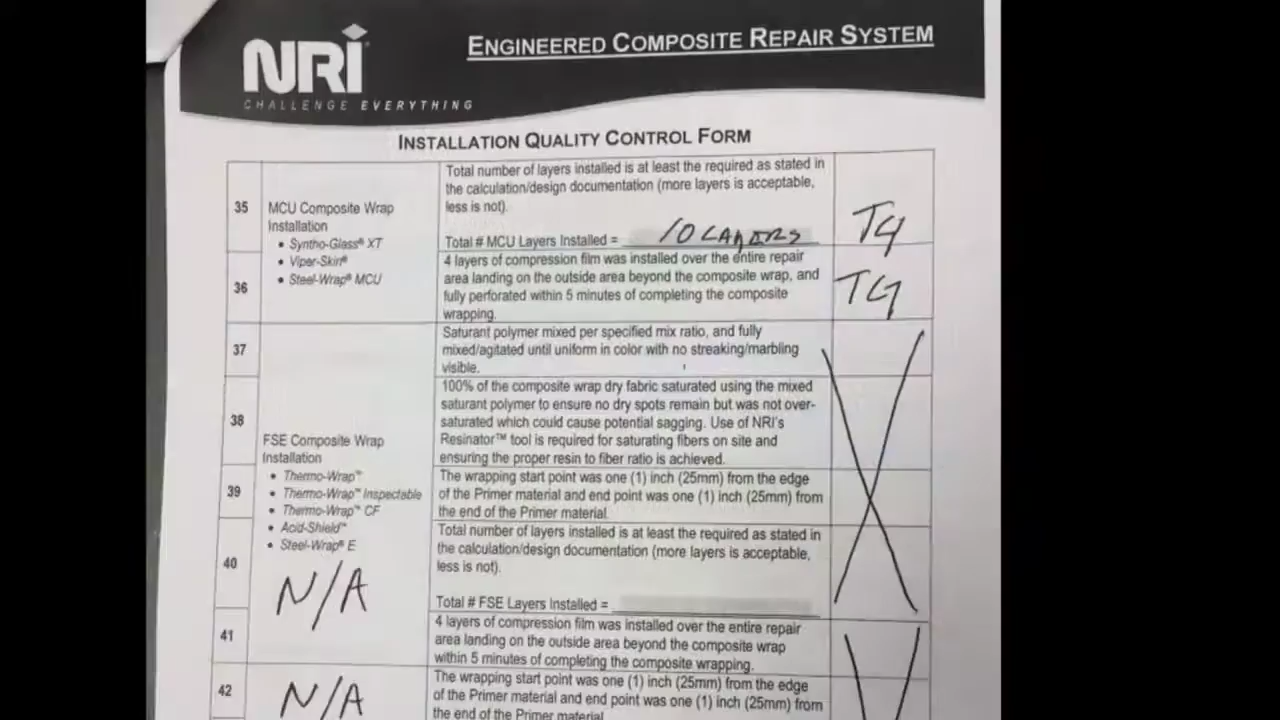 NRI
CHALLENGE EVERYTHING
ENGINEERED COMPOSITE REPAIR SYSTEM
INSTALLATION QUALITY CONTROL FORM
35
MCU Composite Wrap
Installation
• Syntho-Glass® XT
• Viper-Skin®
• Steel-Wrap® MCU
Total number of layers installed is at least the required as stated in
the calculation/design documentation (more layers is acceptable,
less is not).
Total # MCU Layers Installed = 10 LAYERS
TG
36
4 layers of compression film was installed over the entire repair
area landing on the outside area beyond the composite wrap, and
fully perforated within 5 minutes of completing the composite
wrapping.
TG
37
Saturant polymer mixed per specified mix ratio, and fully
mixed/agitated until uniform in color with no streaking/marbling
visible.
38
100% of the composite wrap dry fabric saturated using the mixed
saturant polymer to ensure no dry spots remain but was not over-
saturated which could cause potential sagging. Use of NRI's
Resinator™ tool is required for saturating fibers on site and
ensuring the proper resin to fiber ratio is achieved.
FSE Composite Wrap
Installation
• Thermo-Wrap™
• Thermo-Wrap™ Inspectable
• Thermo-Wrap™ CF
• Acid-Shield™
• Steel-Wrap® E
N/A
39
The wrapping start point was one (1) inch (25mm) from the edge
of the Primer material and end point was one (1) inch (25mm) from
the end of the Primer material.
40
Total number of layers installed is at least the required as stated in
the calculation/design documentation (more layers is acceptable,
less is not).
Total # FSE Layers Installed =
41
4 layers of compression film was installed over the entire repair
area landing on the outside area beyond the composite wrap
within 5 minutes of completing the composite wrapping.
42
N/A
The wrapping start point was one (1) inch (25mm) from the edge
of the Primer material and end point was one (1) inch (25mm) from
the end of the Primer material